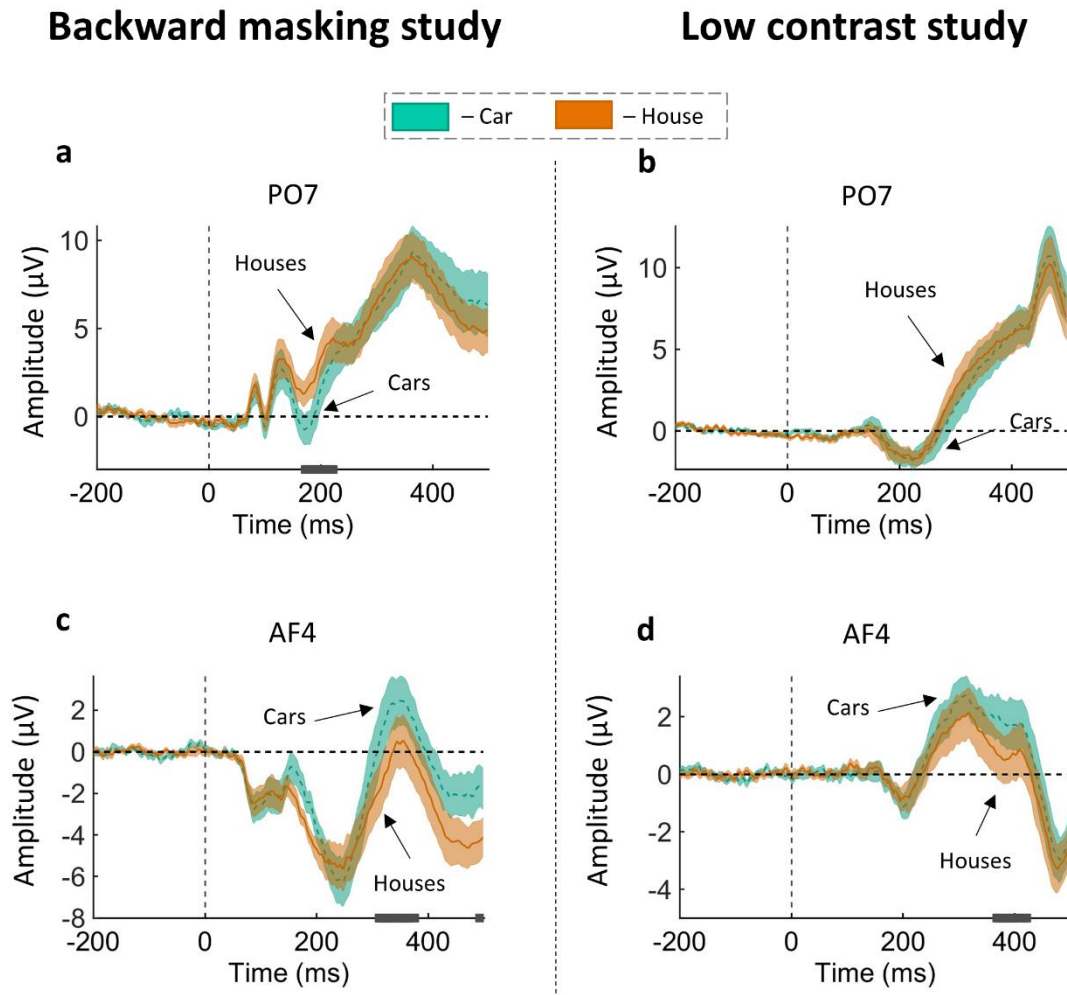 Backward masking study
Low contrast study
– Car – House
a
PO7
Amplitude (µV)
10
5
0
Houses
Cars
-200 0 200 400
Time (ms)
b
PO7
Amplitude (µV)
10
5
0
Houses
Cars
-200 0 200 400
Time (ms)
c
AF4
Amplitude (µV)
2
0
-2
-4
-6
-8
Cars
Houses
-200 0 200 400
Time (ms)
d
AF4
Amplitude (µV)
2
0
-2
-4
Cars
Houses
-200 0 200 400
Time (ms)